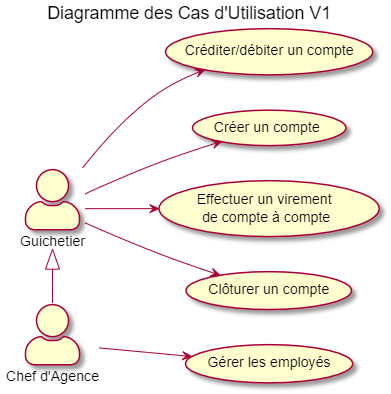 Diagramme des Cas d'Utilisation V1
Créditer/débiter un compte
Créer un compte
Effectuer un virement
de compte à compte
Guichetier
Clôturer un compte
Gérer les employés
Chef d'Agence